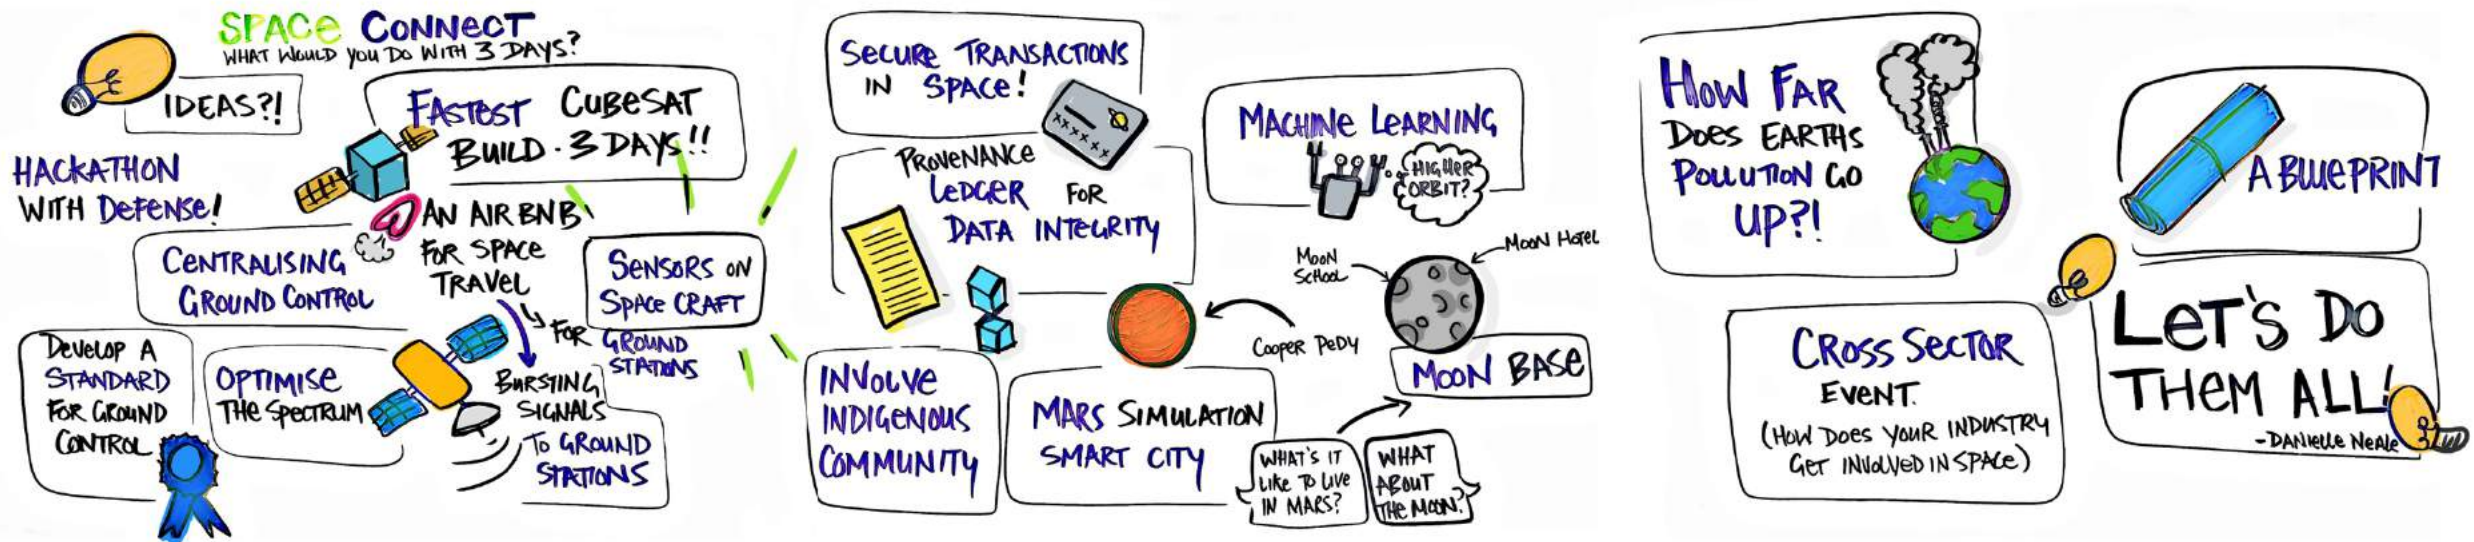 SPACE CONNECT
WHAT WOULD YOU DO WITH 3 DAYS?
IDEAS?!
FASTEST CUBESAT
BUILD - 3 DAYS!!
HACKATHON
WITH DEFENSE!
AN AIR BNB
FOR SPACE
TRAVEL
CENTRALISING
GROUND CONTROL
SENSORS ON
SPACE CRAFT
FOR GROUND
STATIONS
DEVELOP A
STANDARD
FOR GROUND
CONTROL
OPTIMISE
THE SPECTRUM
BURSTING
SIGNALS
TO GROUND
STATIONS
SECURE TRANSACTIONS
IN SPACE!
XXXXXX
PROVENANCE
LEDGER FOR
DATA INTEGRITY
MACHINE LEARNING
HIGHER
ORBIT?
INVOLVE
INDIGENOUS
COMMUNITY
MARS SIMULATION
SMART CITY
COOPER PEDY
MOON
SCHOOL
MOON HOTEL
MOON BASE
WHAT'S IT
LIKE TO LIVE
IN MARS?
WHAT
ABOUT
THE MOON?
HOW FAR
DOES EARTHS
POLLUTION GO
UP?!
A BLUEPRINT
CROSS SECTOR
EVENT.
(HOW DOES YOUR INDUSTRY
GET INVOLVED IN SPACE)
LET'S DO
THEM ALL!
-DANIELLE NEALE